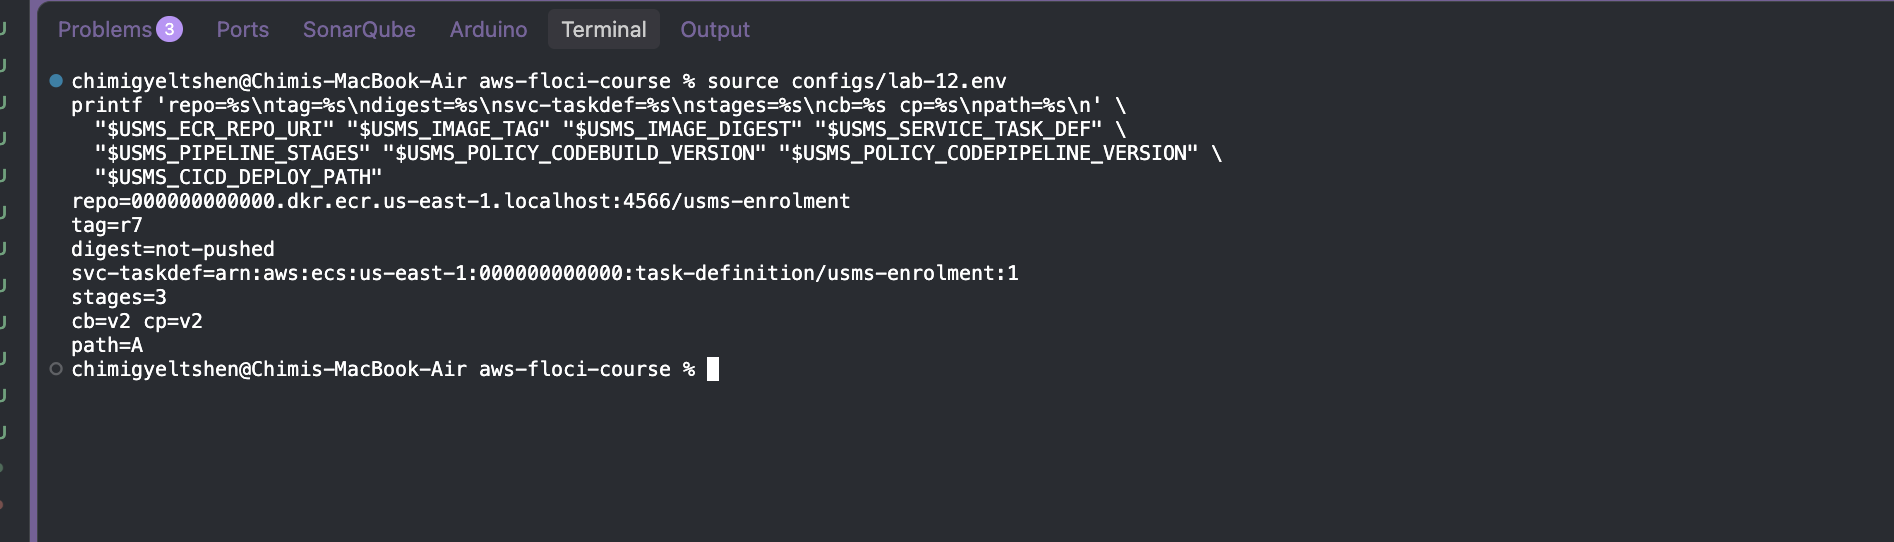 Problems 3 Ports SonarQube Arduino Terminal Output
chimigyeltshen@Chimis-MacBook-Air aws-floci-course % source configs/lab-12.env
printf 'repo=%s\ntag=%s\ndigest=%s\nsvc-taskdef=%s\nstages=%s\ncb=%s cp=%s\npath=%s\n' \
"$USMS_ECR_REPO_URI" "$USMS_IMAGE_TAG" "$USMS_IMAGE_DIGEST" "$USMS_SERVICE_TASK_DEF" \
"$USMS_PIPELINE_STAGES" "$USMS_POLICY_CODEBUILD_VERSION" "$USMS_POLICY_CODEPIPELINE_VERSION" \
"$USMS_CICD_DEPLOY_PATH"
repo=000000000000.dkr.ecr.us-east-1.localhost:4566/usms-enrolment
tag=r7
digest=not-pushed
svc-taskdef=arn:aws:ecs:us-east-1:000000000000:task-definition/usms-enrolment:1
stages=3
cb=v2 cp=v2
path=A
chimigyeltshen@Chimis-MacBook-Air aws-floci-course %